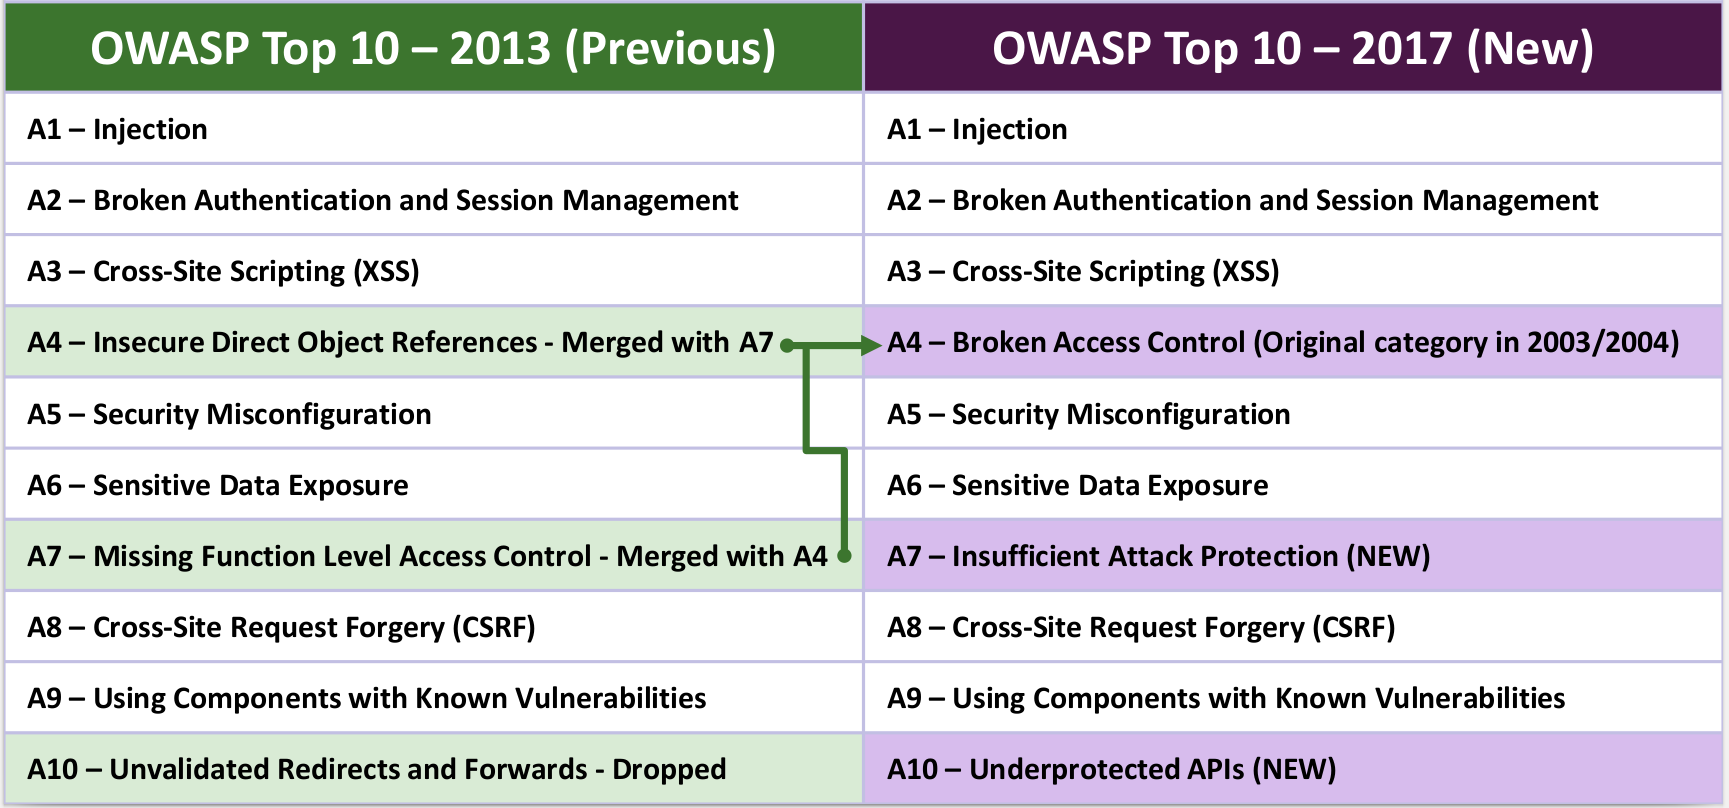 OWASP Top 10 – 2013 (Previous)
OWASP Top 10 – 2017 (New)
A1 – Injection
A1 – Injection
A2 – Broken Authentication and Session Management
A2 – Broken Authentication and Session Management
A3 – Cross-Site Scripting (XSS)
A3 – Cross-Site Scripting (XSS)
A4 – Insecure Direct Object References - Merged with A7
A4 – Broken Access Control (Original category in 2003/2004)
A5 – Security Misconfiguration
A5 – Security Misconfiguration
A6 – Sensitive Data Exposure
A6 – Sensitive Data Exposure
A7 – Missing Function Level Access Control - Merged with A4
A7 – Insufficient Attack Protection (NEW)
A8 – Cross-Site Request Forgery (CSRF)
A8 – Cross-Site Request Forgery (CSRF)
A9 – Using Components with Known Vulnerabilities
A9 – Using Components with Known Vulnerabilities
A10 – Unvalidated Redirects and Forwards - Dropped
A10 – Underprotected APIs (NEW)